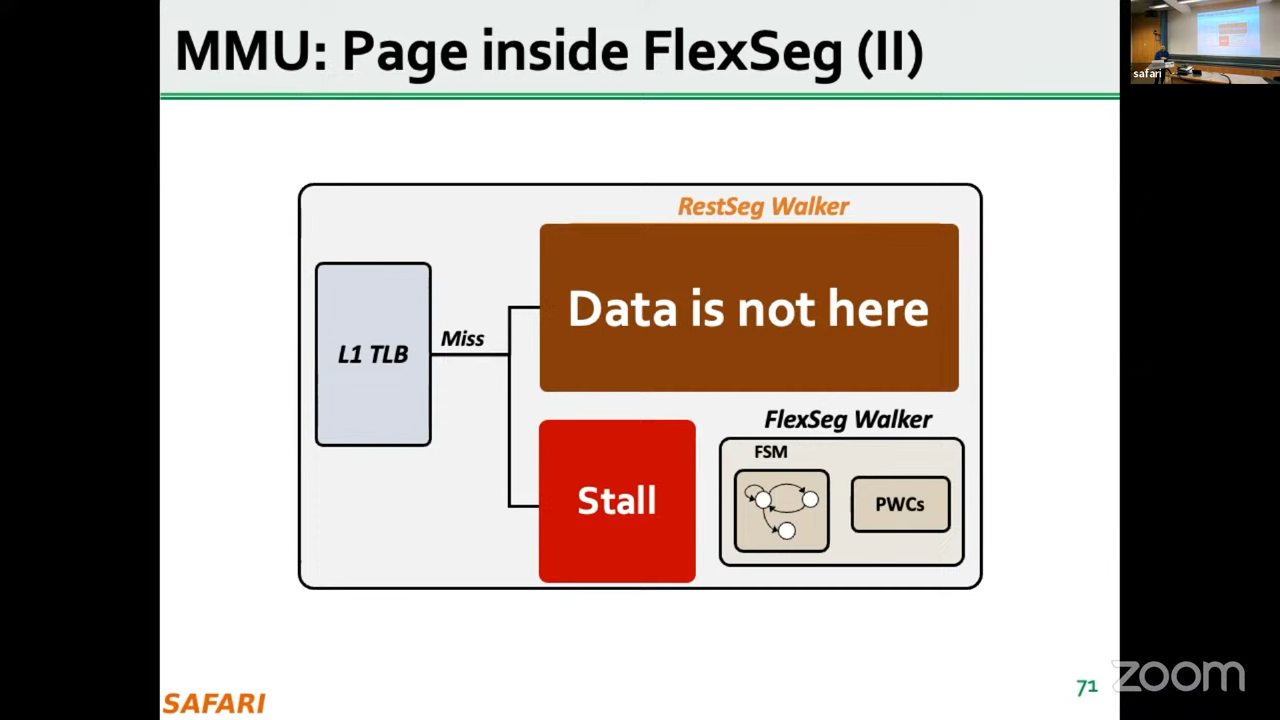 MMU: Page inside FlexSeg (II)
safari
RestSeg Walker
Data is not here
L1 TLB
Miss
FlexSeg Walker
FSM
Stall
PWCs
SAFARI
71
zoom